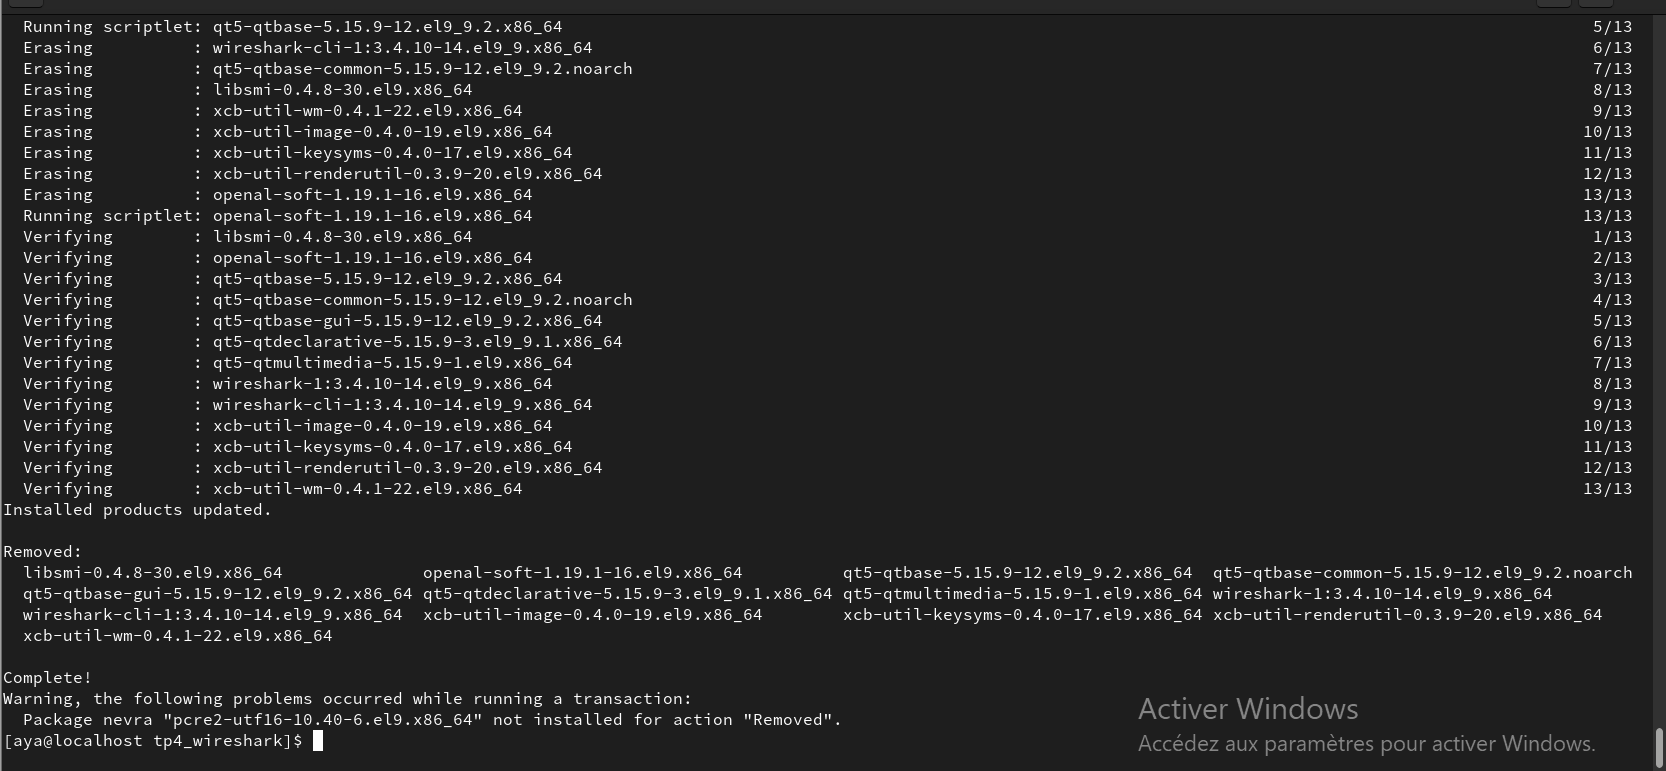 Running scriptlet: qt5-qtbase-5.15.9-12.el9_9.2.x86_64 5/13
Erasing : wireshark-cli-1:3.4.10-14.el9_9.x86_64 6/13
Erasing : qt5-qtbase-common-5.15.9-12.el9_9.2.noarch 7/13
Erasing : libsmi-0.4.8-30.el9.x86_64 8/13
Erasing : xcb-util-wm-0.4.1-22.el9.x86_64 9/13
Erasing : xcb-util-image-0.4.0-19.el9.x86_64 10/13
Erasing : xcb-util-keysyms-0.4.0-17.el9.x86_64 11/13
Erasing : xcb-util-renderutil-0.3.9-20.el9.x86_64 12/13
Erasing : openal-soft-1.19.1-16.el9.x86_64 13/13
Running scriptlet: openal-soft-1.19.1-16.el9.x86_64 13/13
Verifying : libsmi-0.4.8-30.el9.x86_64 1/13
Verifying : openal-soft-1.19.1-16.el9.x86_64 2/13
Verifying : qt5-qtbase-5.15.9-12.el9_9.2.x86_64 3/13
Verifying : qt5-qtbase-common-5.15.9-12.el9_9.2.noarch 4/13
Verifying : qt5-qtbase-gui-5.15.9-12.el9_9.2.x86_64 5/13
Verifying : qt5-qtdeclarative-5.15.9-3.el9_9.1.x86_64 6/13
Verifying : qt5-qtmultimedia-5.15.9-1.el9.x86_64 7/13
Verifying : wireshark-1:3.4.10-14.el9_9.x86_64 8/13
Verifying : wireshark-cli-1:3.4.10-14.el9_9.x86_64 9/13
Verifying : xcb-util-image-0.4.0-19.el9.x86_64 10/13
Verifying : xcb-util-keysyms-0.4.0-17.el9.x86_64 11/13
Verifying : xcb-util-renderutil-0.3.9-20.el9.x86_64 12/13
Verifying : xcb-util-wm-0.4.1-22.el9.x86_64 13/13
Installed products updated.
Removed:
libsmi-0.4.8-30.el9.x86_64 openal-soft-1.19.1-16.el9.x86_64 qt5-qtbase-5.15.9-12.el9_9.2.x86_64 qt5-qtbase-common-5.15.9-12.el9_9.2.noarch
qt5-qtbase-gui-5.15.9-12.el9_9.2.x86_64 qt5-qtdeclarative-5.15.9-3.el9_9.1.x86_64 qt5-qtmultimedia-5.15.9-1.el9.x86_64 wireshark-1:3.4.10-14.el9_9.x86_64
wireshark-cli-1:3.4.10-14.el9_9.x86_64 xcb-util-image-0.4.0-19.el9.x86_64 xcb-util-keysyms-0.4.0-17.el9.x86_64 xcb-util-renderutil-0.3.9-20.el9.x86_64
xcb-util-wm-0.4.1-22.el9.x86_64
Complete!
Warning, the following problems occurred while running a transaction:
Package nevra "pcre2-utf16-10.40-6.el9.x86_64" not installed for action "Removed".
[aya@localhost tp4_wireshark]$
Activer Windows
Accédez aux paramètres pour activer Windows.